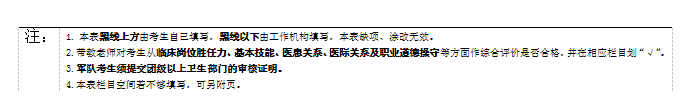 注：
1. 本表黑线上方由考生自己填写，黑线以下由工作机构填写，本表缺项、涂改无效。
2. 带教老师对考生从临床岗位胜任力、基本技能、医患关系、医际关系及职业道德操守等方面作综合评价是否合格，并在相应栏目划“√”。
3. 军队考生须提交团级以上卫生部门的审核证明。
4. 本表栏目空间若不够填写，可另附页。